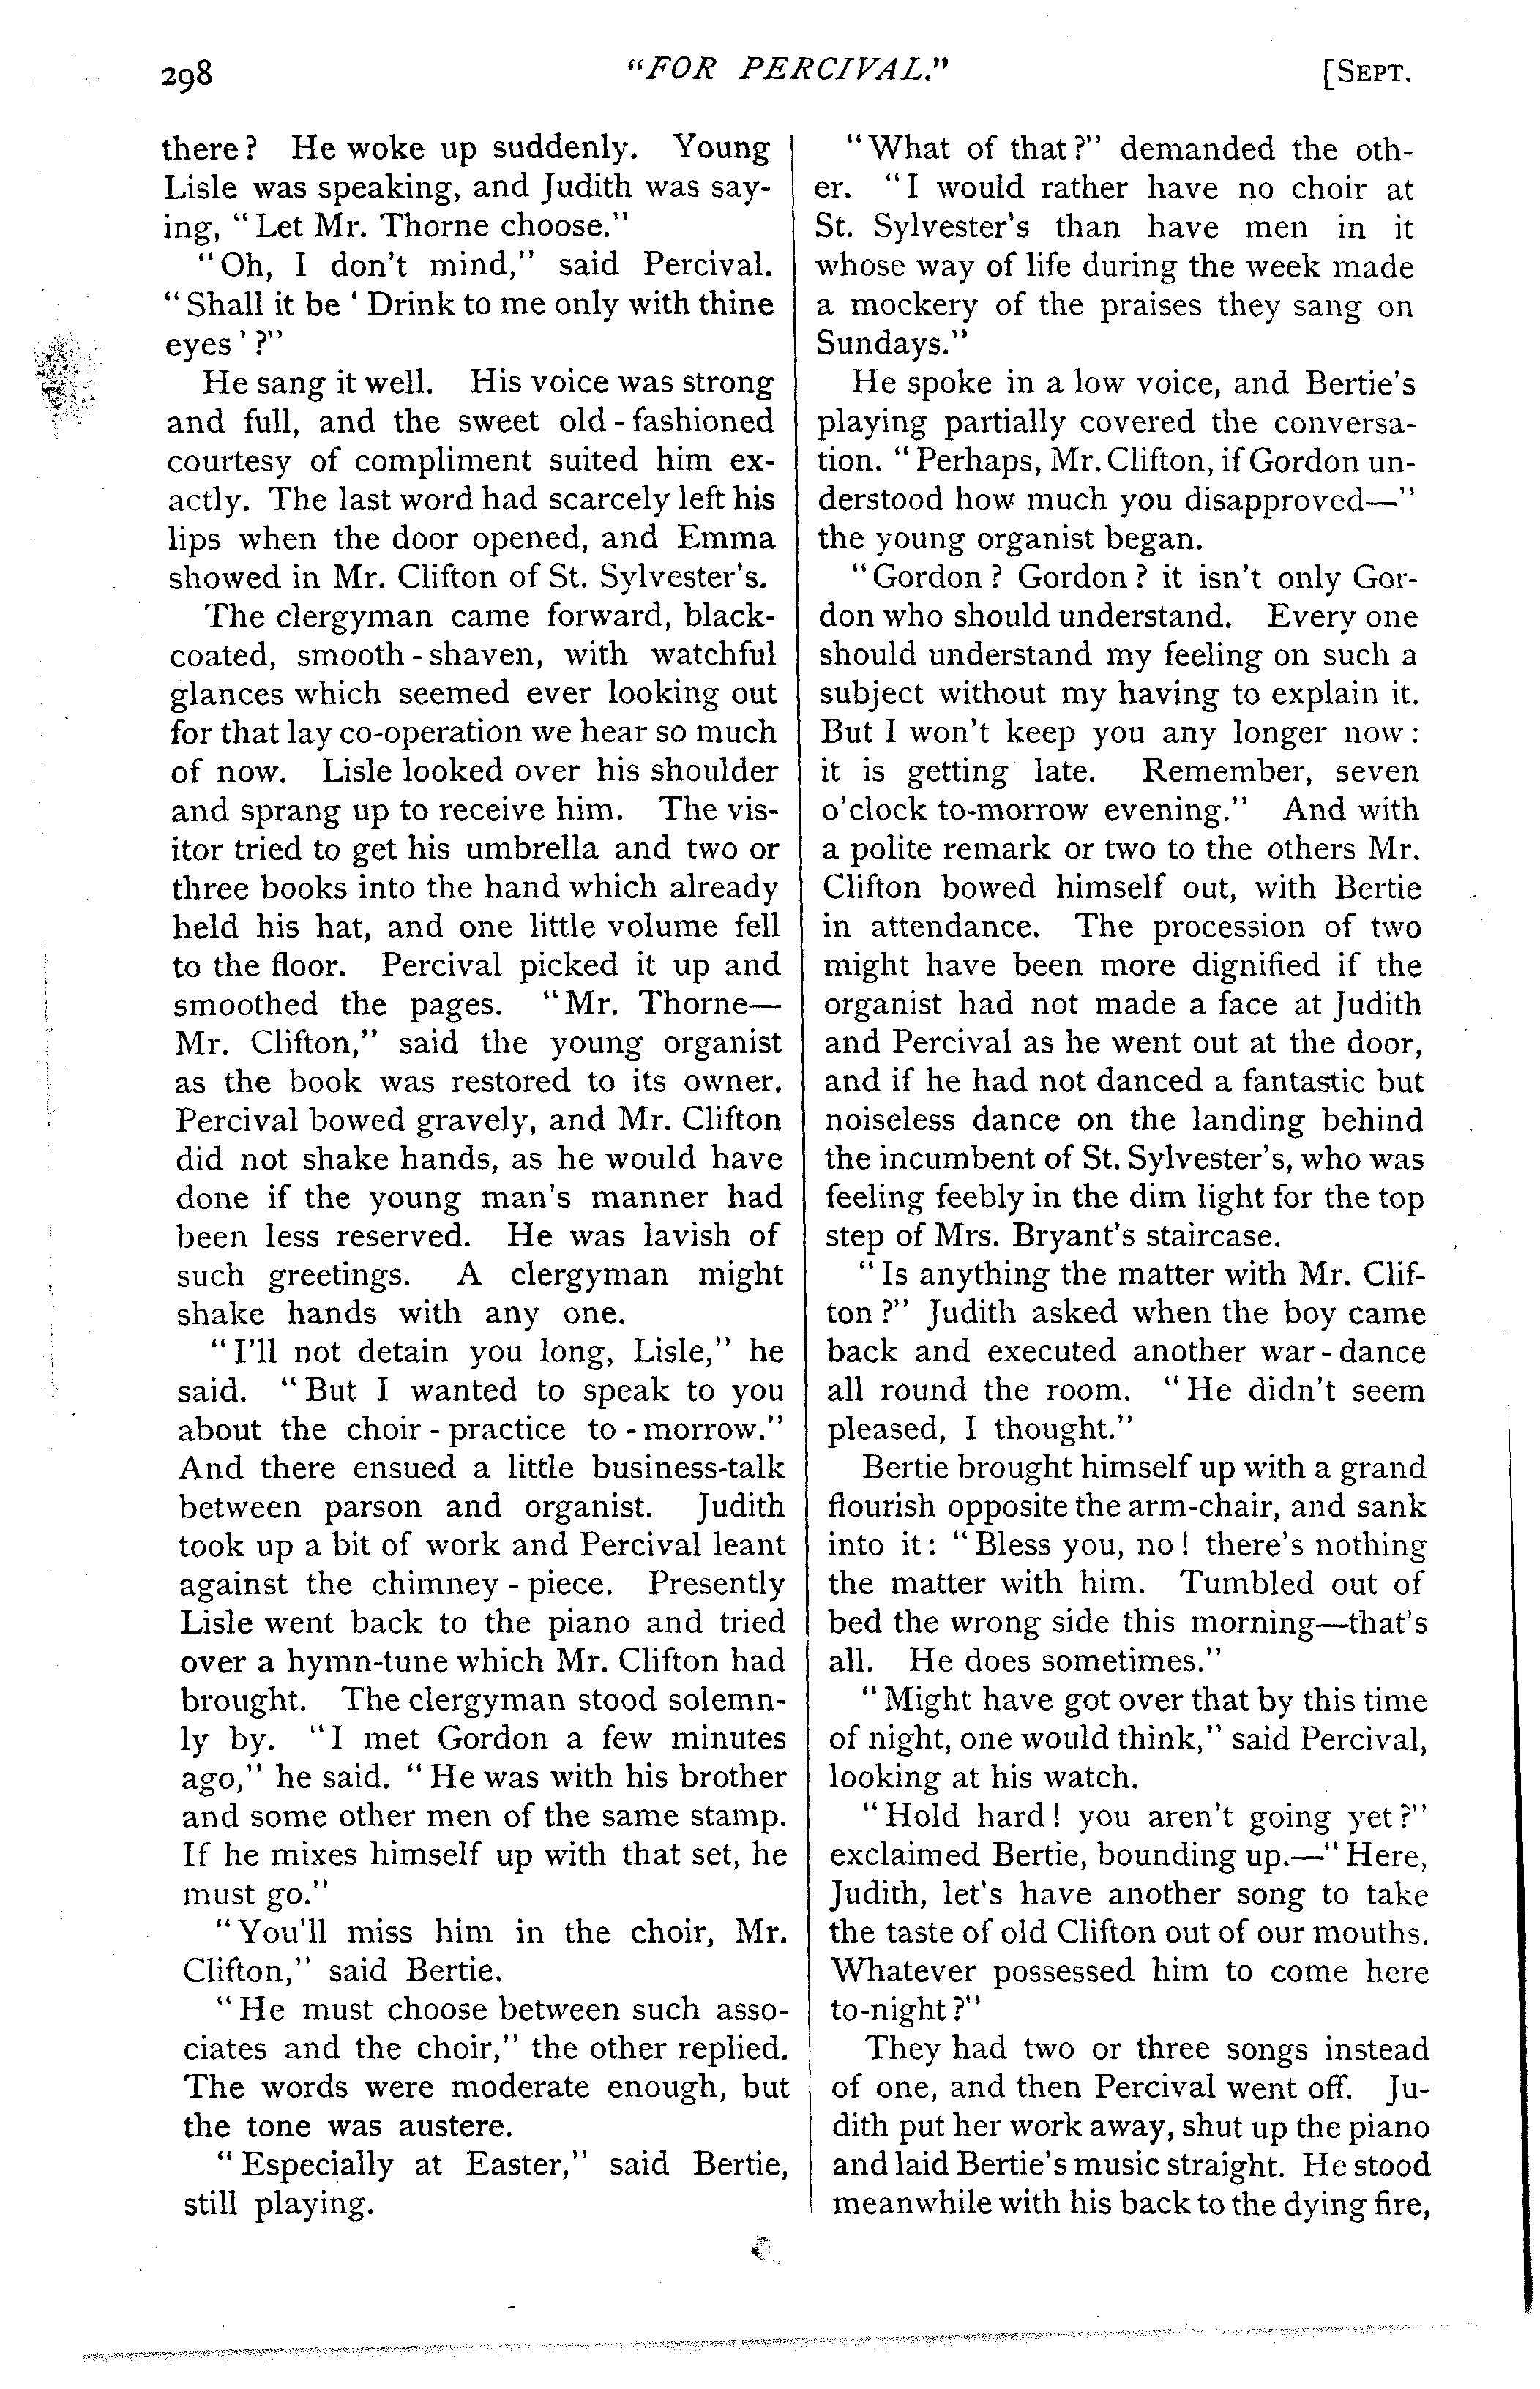 298
"FOR PERCIVAL."
[SEPT.
there? He woke up suddenly. Young
Lisle was speaking, and Judith was say-
ing, "Let Mr. Thorne choose."
"Oh, I don't mind," said Percival.
"Shall it be 'Drink to me only with thine
eyes'?"
He sang it well. His voice was strong
and full, and the sweet old-fashioned
courtesy of compliment suited him ex-
actly. The last word had scarcely left his
lips when the door opened, and Emma
showed in Mr. Clifton of St. Sylvester's.
The clergyman came forward, black-
coated, smooth-shaven, with watchful
glances which seemed ever looking out
for that lay co-operation we hear so much
of now. Lisle looked over his shoulder
and sprang up to receive him. The vis-
itor tried to get his umbrella and two or
three books into the hand which already
held his hat, and one little volume fell
to the floor. Percival picked it up and
smoothed the pages. "Mr. Thorne—
Mr. Clifton," said the young organist
as the book was restored to its owner.
Percival bowed gravely, and Mr. Clifton
did not shake hands, as he would have
done if the young man's manner had
been less reserved. He was lavish of
such greetings. A clergyman might
shake hands with any one.
"I'll not detain you long, Lisle," he
said. "But I wanted to speak to you
about the choir-practice to-morrow."
And there ensued a little business-talk
between parson and organist. Judith
took up a bit of work and Percival leant
against the chimney-piece. Presently
Lisle went back to the piano and tried
over a hymn-tune which Mr. Clifton had
brought. The clergyman stood solemn-
ly by. "I met Gordon a few minutes
ago," he said. "He was with his brother
and some other men of the same stamp.
If he mixes himself up with that set, he
must go."
"You'll miss him in the choir, Mr.
Clifton," said Bertie.
"He must choose between such asso-
ciates and the choir," the other replied.
The words were moderate enough, but
the tone was austere.
"Especially at Easter," said Bertie,
still playing.
"What of that?" demanded the oth-
er. "I would rather have no choir at
St. Sylvester's than have men in it
whose way of life during the week made
a mockery of the praises they sang on
Sundays."
He spoke in a low voice, and Bertie's
playing partially covered the conversa-
tion. "Perhaps, Mr. Clifton, if Gordon un-
derstood how much you disapproved—"
the young organist began.
"Gordon? Gordon? it isn't only Gor-
don who should understand. Every one
should understand my feeling on such a
subject without my having to explain it.
But I won't keep you any longer now:
it is getting late. Remember, seven
o'clock to-morrow evening." And with
a polite remark or two to the others Mr.
Clifton bowed himself out, with Bertie
in attendance. The procession of two
might have been more dignified if the
organist had not made a face at Judith
and Percival as he went out at the door,
and if he had not danced a fantastic but
noiseless dance on the landing behind
the incumbent of St. Sylvester's, who was
feeling feebly in the dim light for the top
step of Mrs. Bryant's staircase.
"Is anything the matter with Mr. Clif-
ton?" Judith asked when the boy came
back and executed another war-dance
all round the room. "He didn't seem
pleased, I thought."
Bertie brought himself up with a grand
flourish opposite the arm-chair, and sank
into it: "Bless you, no! there's nothing
the matter with him. Tumbled out of
bed the wrong side this morning—that's
all. He does sometimes."
"Might have got over that by this time
of night, one would think," said Percival,
looking at his watch.
"Hold hard! you aren't going yet?"
exclaimed Bertie, bounding up.—"Here,
Judith, let's have another song to take
the taste of old Clifton out of our mouths.
Whatever possessed him to come here
to-night?"
They had two or three songs instead
of one, and then Percival went off. Ju-
dith put her work away, shut up the piano
and laid Bertie's music straight. He stood
meanwhile with his back to the dying fire,